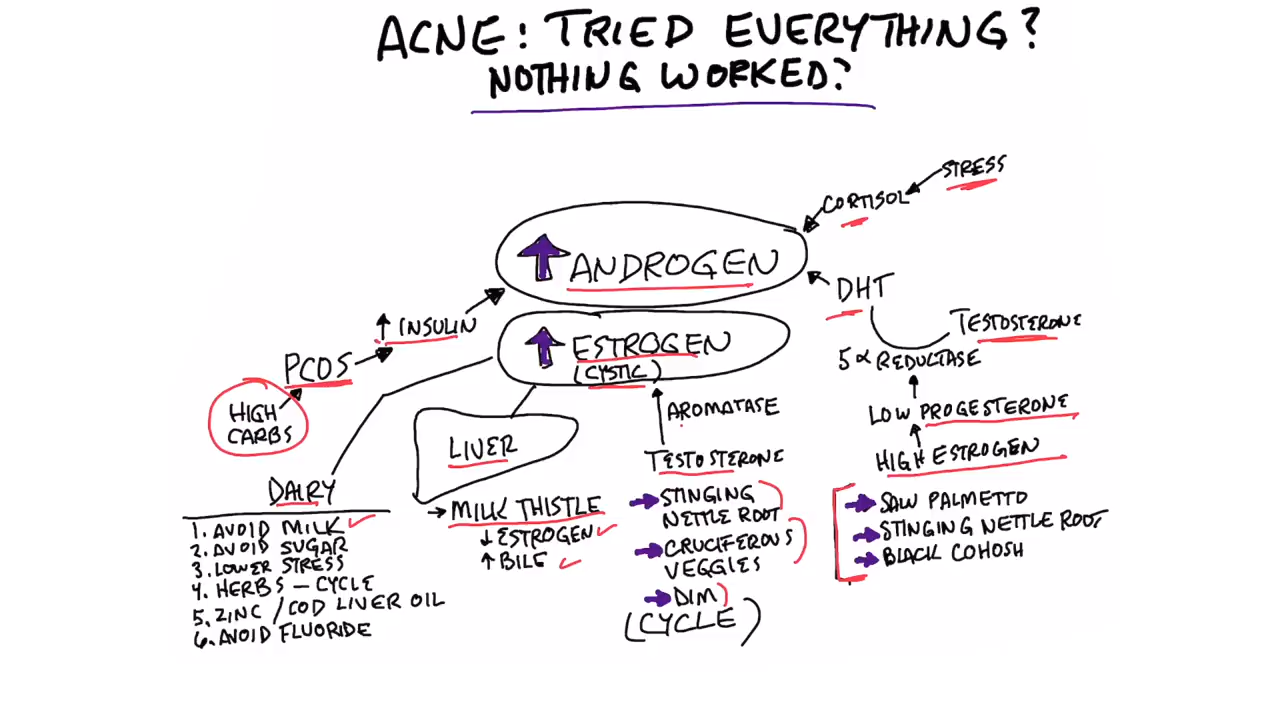 ACNE: TRIED EVERYTHING?
NOTHING WORKED?
STRESS
CORTISOL
↑ ANDROGEN
DHT
TESTOSTERONE
5 α REDUCTASE
LOW PROGESTERONE
HIGH ESTROGEN
→ SAW PALMETTO
→ STINGING NETTLE ROOT
→ BLACK COHOSH
↑ INSULIN
PCOS
HIGH
CARBS
↑ ESTROGEN
(CYSTIC)
AROMATASE
TESTOSTERONE
→ STINGING
NETTLE ROOT
→ CRUCIFEROUS
VEGGIES
→ DIM
(CYCLE)
LIVER
→ MILK THISTLE
↓ ESTROGEN ✓
↑ BILE ✓
DAIRY
1. AVOID MILK ✓
2. AVOID SUGAR
3. LOWER STRESS
4. HERBS – CYCLE
5. ZINC / COD LIVER OIL
6. AVOID FLUORIDE